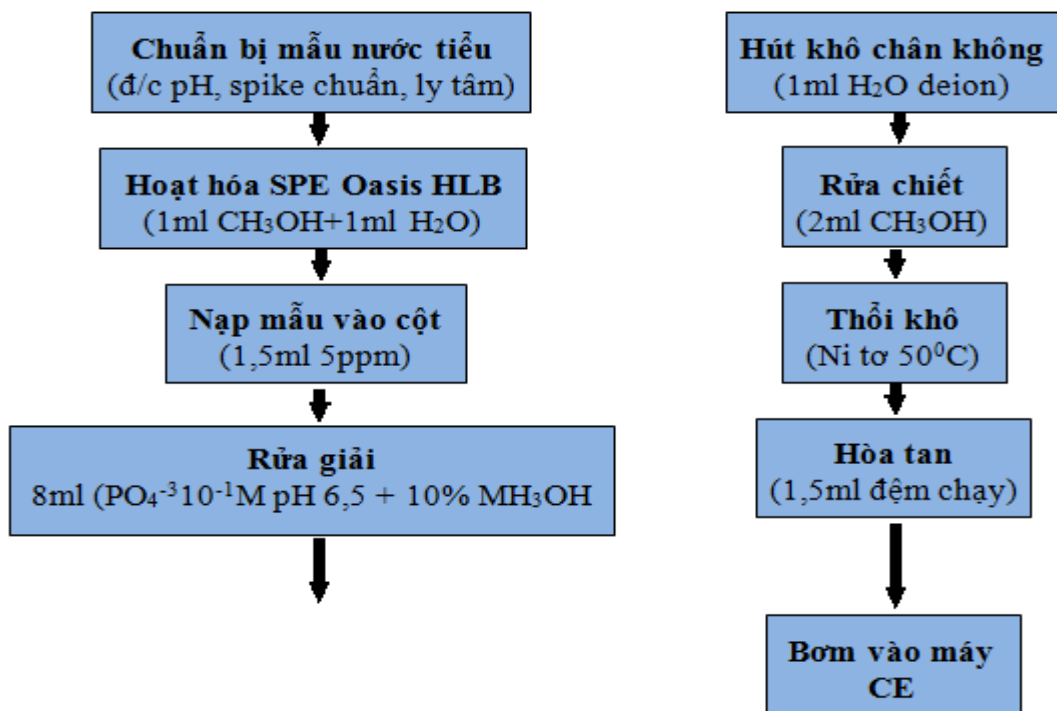 Chuẩn bị mẫu nước tiểu
(đ/c pH, spike chuẩn, ly tâm)
Hoạt hóa SPE Oasis HLB
(1ml CH₃OH+1ml H₂O)
Nạp mẫu vào cột
(1,5ml 5ppm)
Rửa giải
8ml (PO₄⁻³10⁻¹M pH 6,5 + 10% MH₃OH
Hút khô chân không
(1ml H₂O deion)
Rửa chiết
(2ml CH₃OH)
Thổi khô
(Ni tơ 50⁰C)
Hòa tan
(1,5ml đệm chạy)
Bơm vào máy
CE